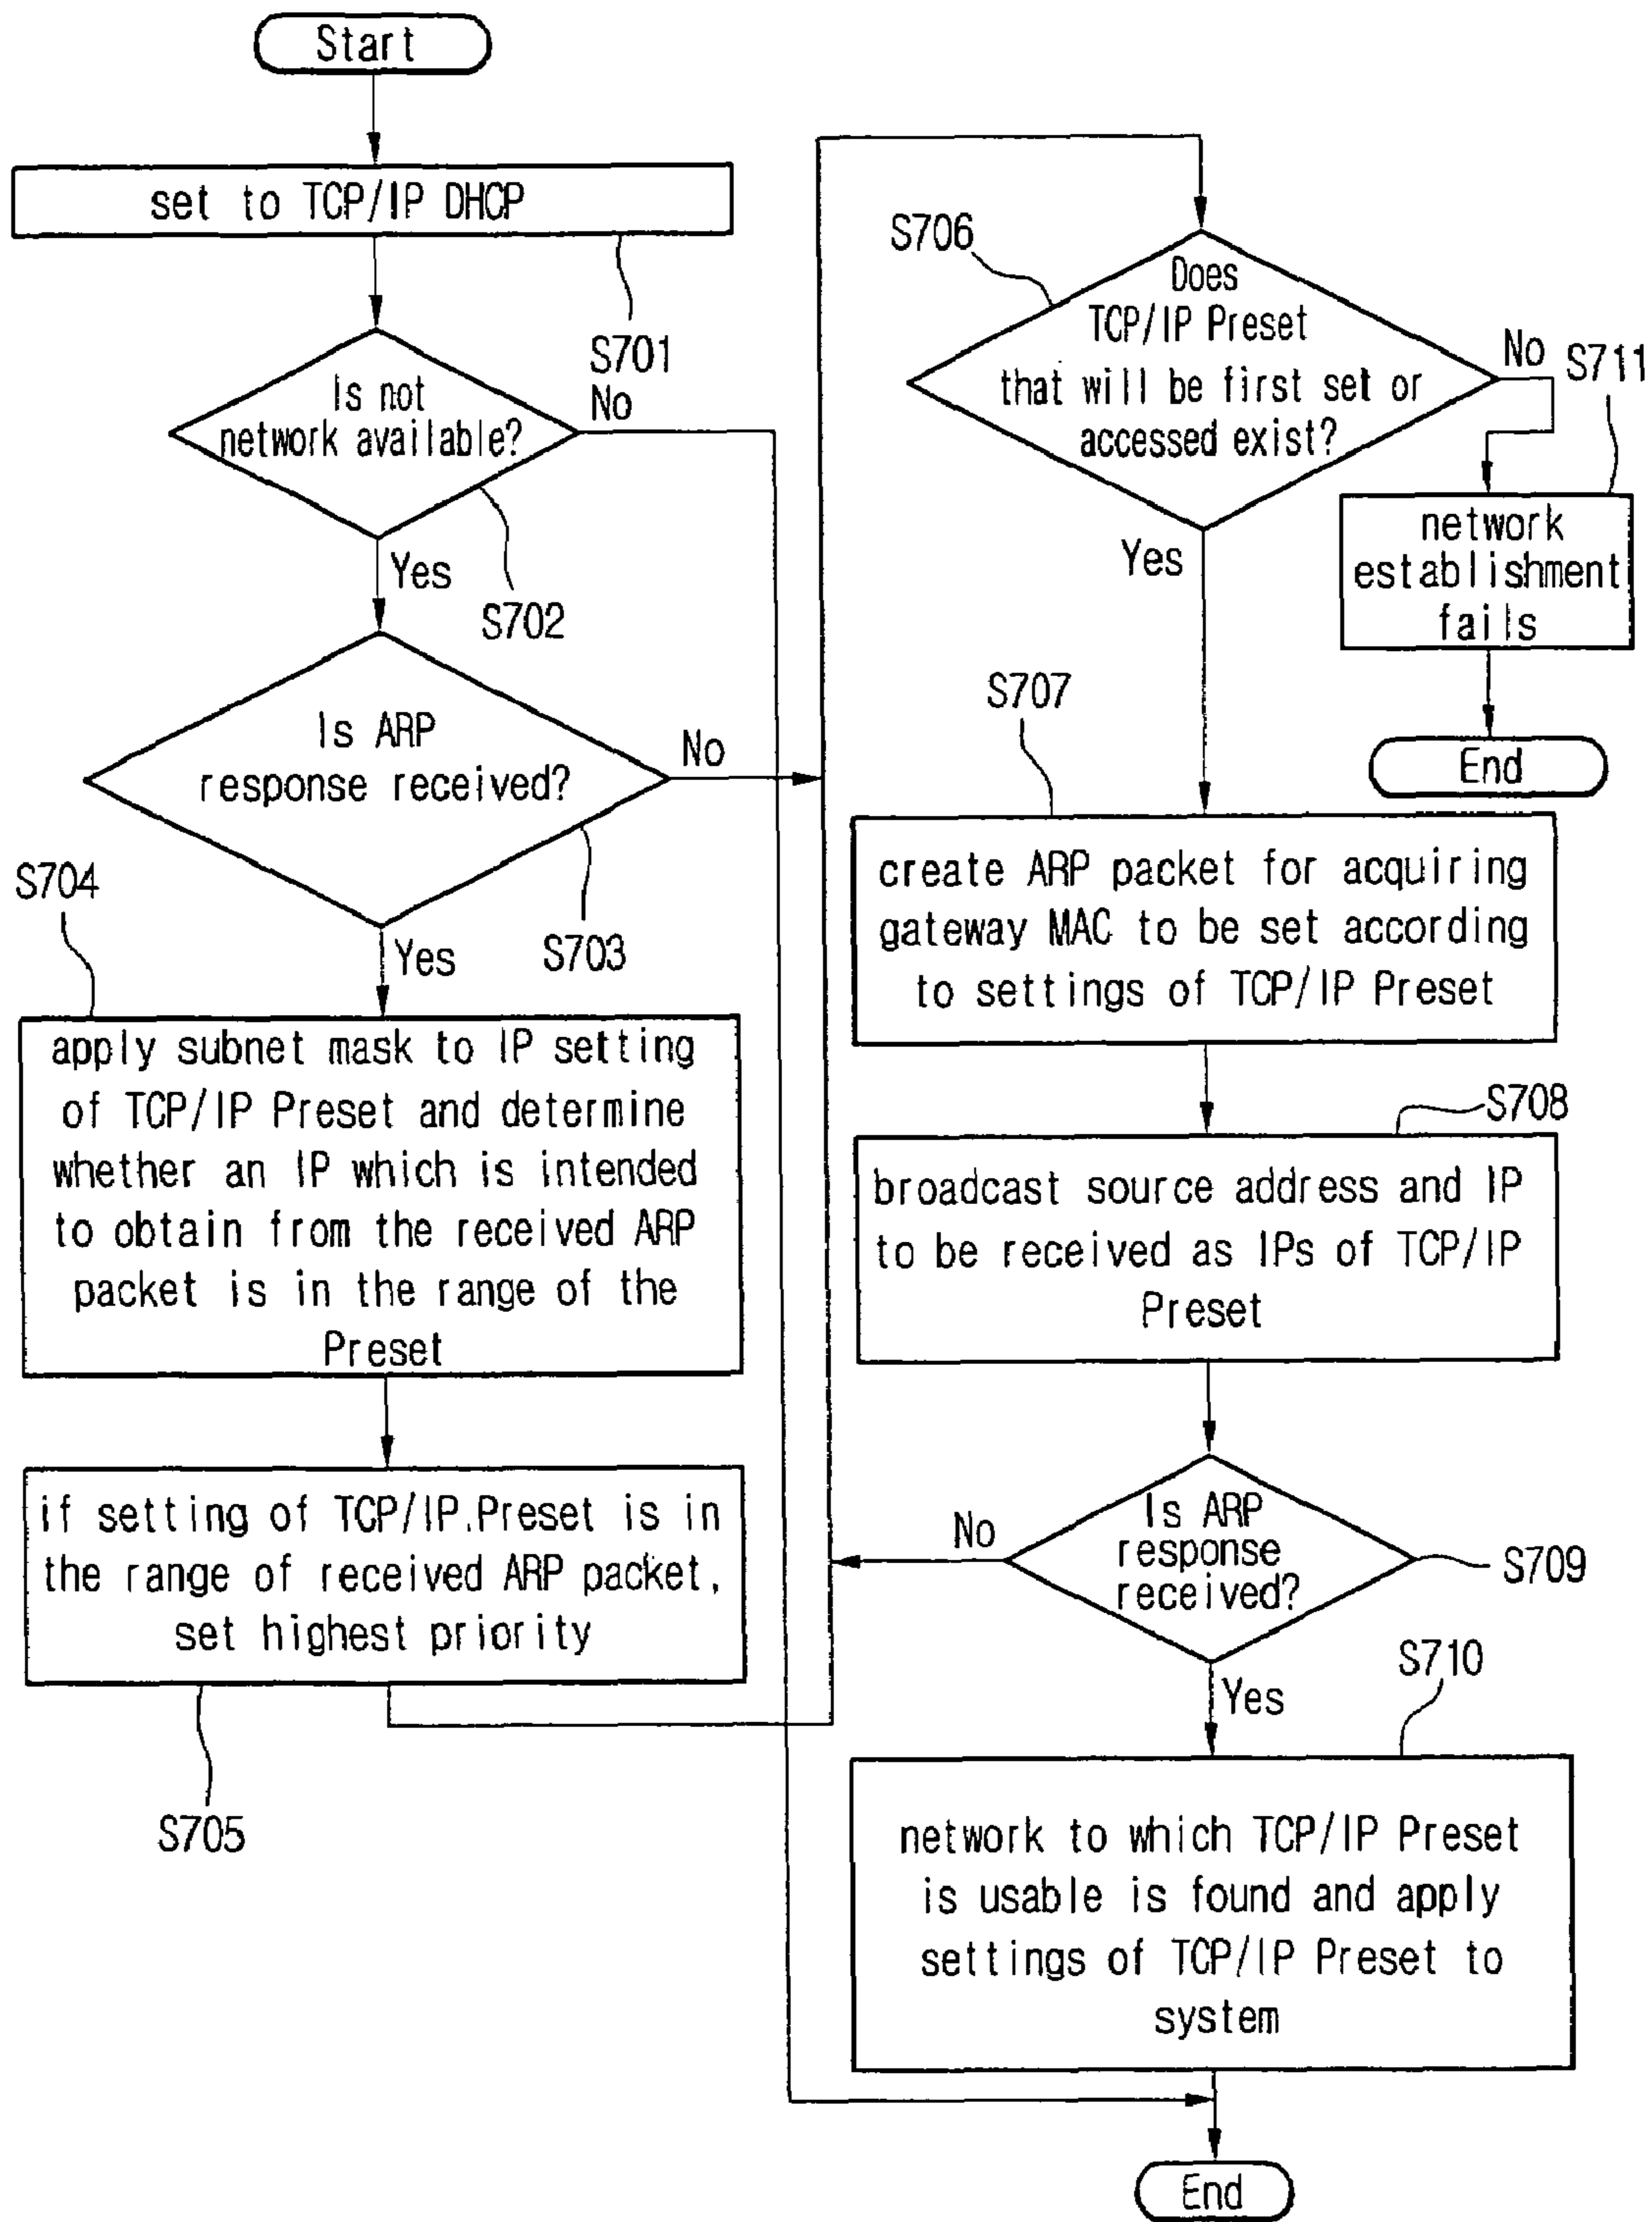 Start
set to TCP/IP DHCP
S701
Is not
network available?
No
Yes
S702
Is ARP
response received?
No
S703
Yes
S704
apply subnet mask to IP setting
of TCP/IP Preset and determine
whether an IP which is intended
to obtain from the received ARP
packet is in the range of the
Preset
if setting of TCP/IP.Preset is in
the range of received ARP packet,
set highest priority
S705
S706
Does
TCP/IP Preset
that will be first set or
accessed exist?
No
S711
Yes
network
establishment
fails
End
S707
create ARP packet for acquiring
gateway MAC to be set according
to settings of TCP/IP Preset
S708
broadcast source address and IP
to be received as IPs of TCP/IP
Preset
Is ARP
response
received?
No
S709
Yes
S710
network to which TCP/IP Preset
is usable is found and apply
settings of TCP/IP Preset to
system
End